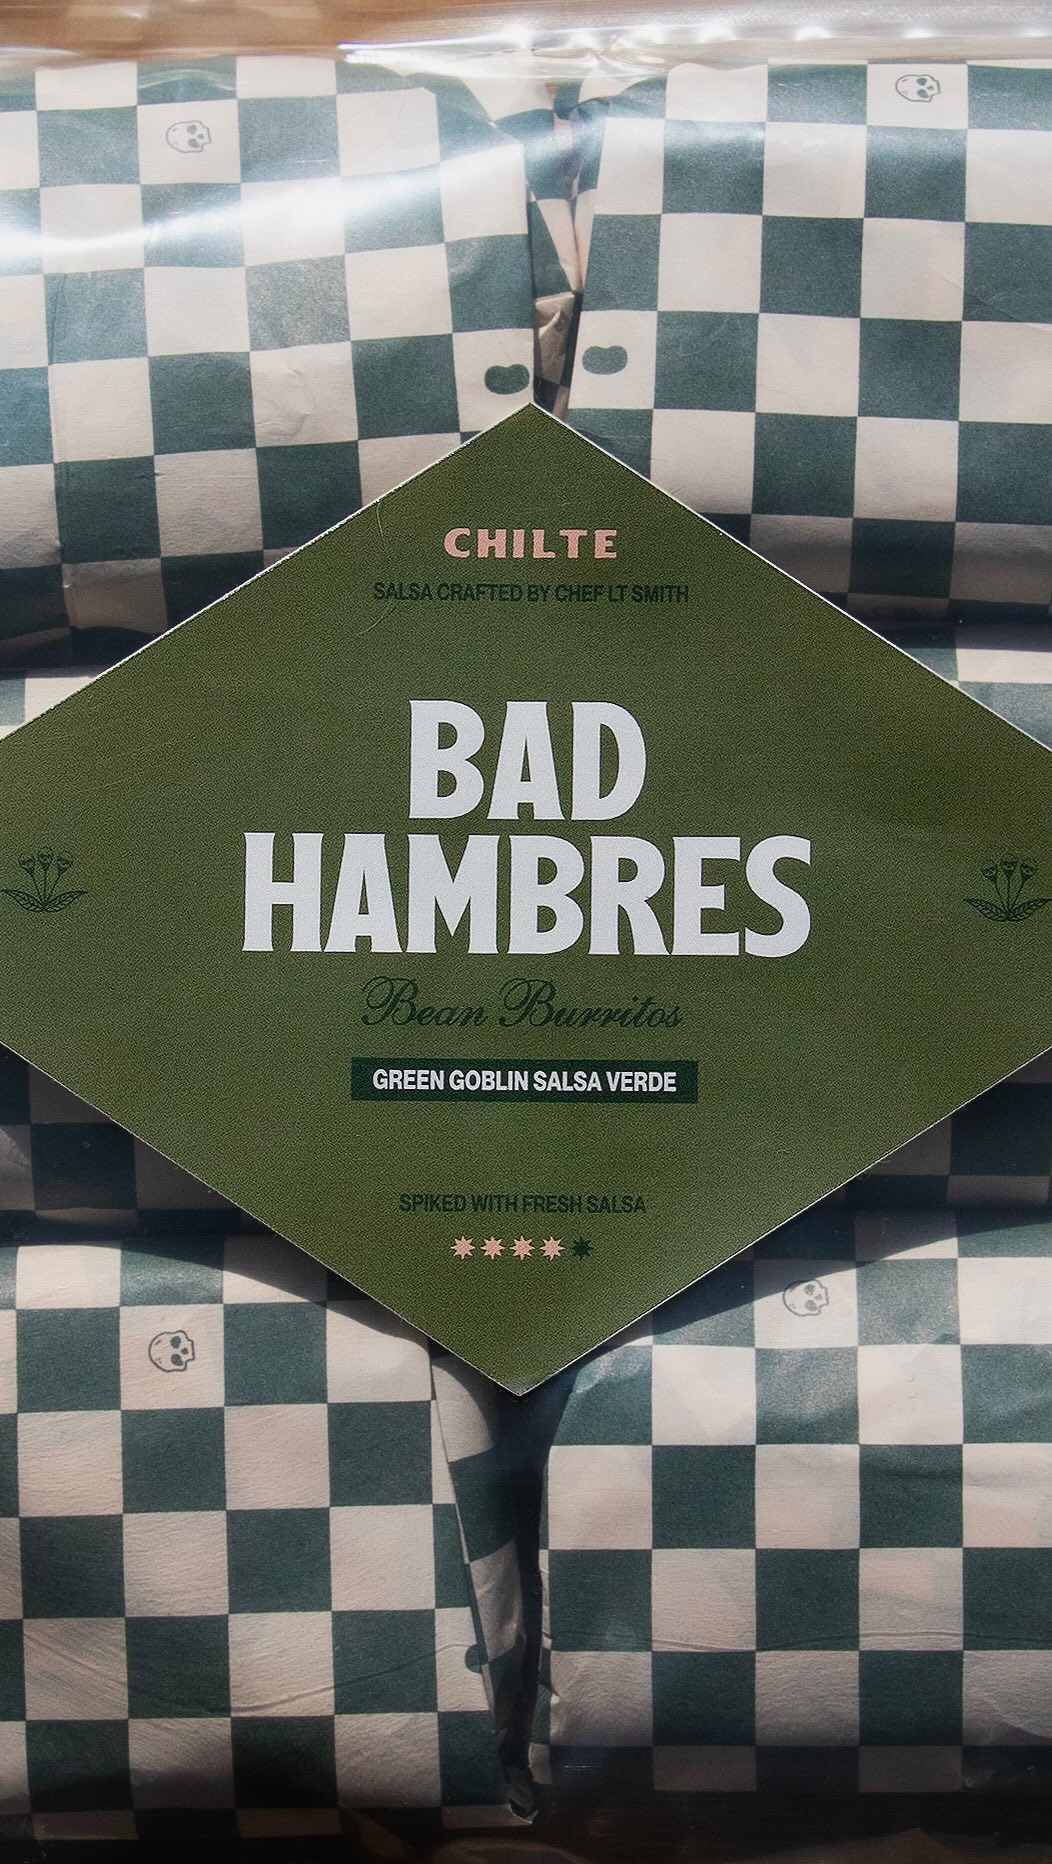 CHILTE
SALSA CRAFTED BY CHEF LT SMITH
BAD
HAMBRES
Bean Burritos
GREEN GOBLIN SALSA VERDE
SPIKED WITH FRESH SALSA